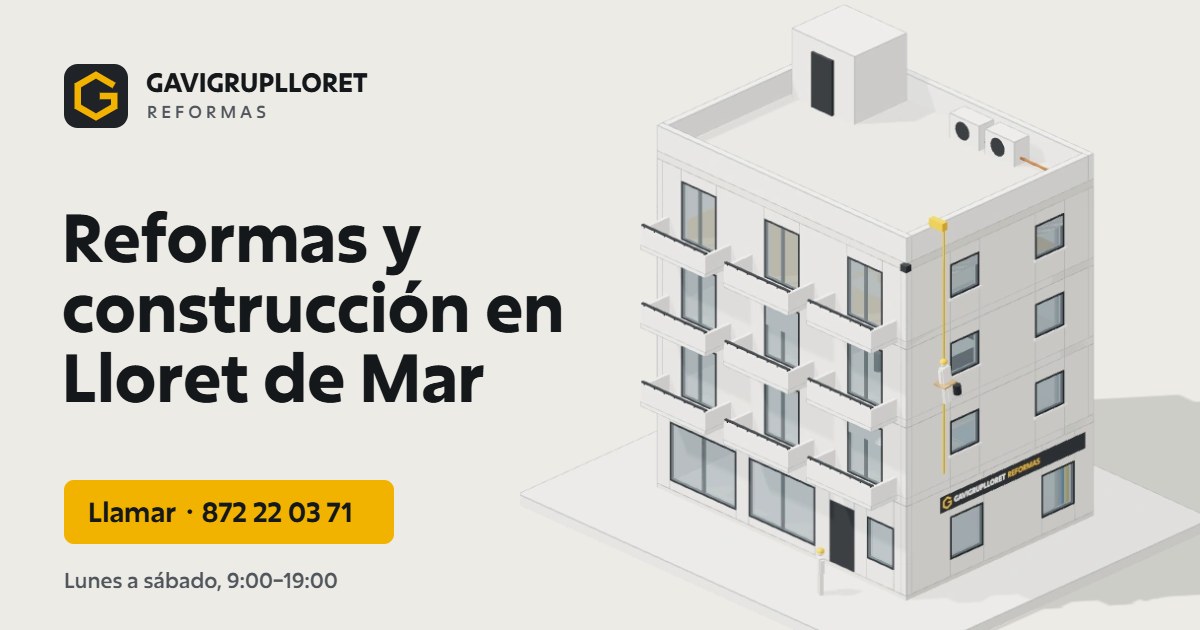 GAVIGRUPLLORET
REFORMAS
Reformas y
construcción en
Lloret de Mar
Llamar · 872 22 03 71
Lunes a sábado, 9:00–19:00
GAVIGRUPLLORET REFORMAS